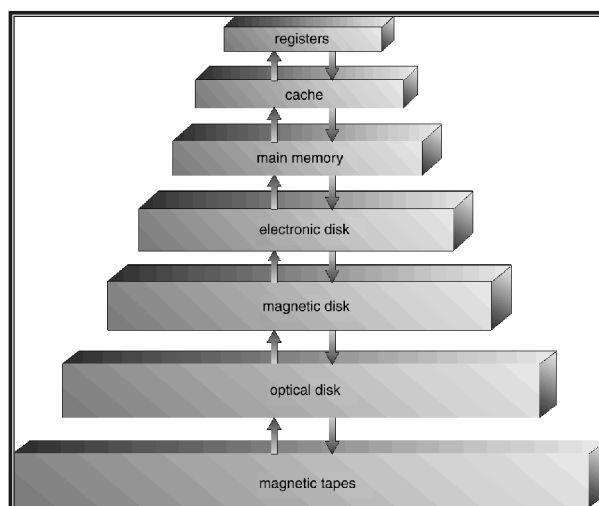 registers
cache
main memory
electronic disk
magnetic disk
optical disk
magnetic tapes